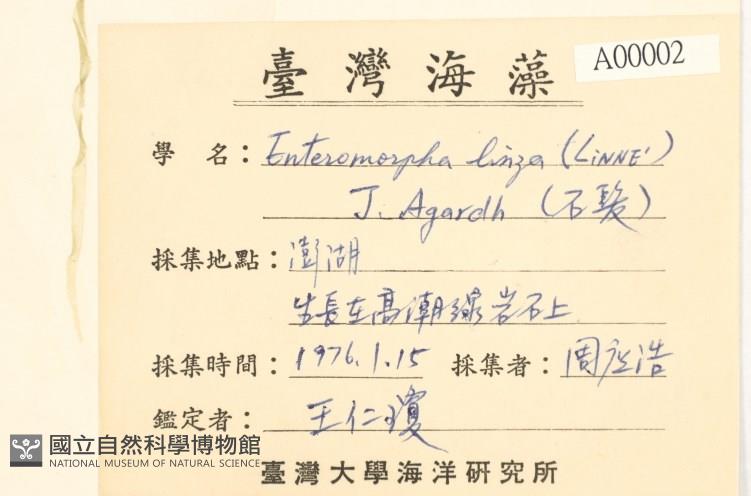 臺灣海藻
A00002
學 名：Enteromorpha linza (LiNNE')
J. Agardh (石髮)
採集地點：澎湖
生長在高潮線岩石上
採集時間：1976.1.15 採集者：周 浩
鑑定者：王仁瓊
國立自然科學博物館
NATIONAL MUSEUM OF NATURAL SCIENCE
臺灣大學海洋研究所